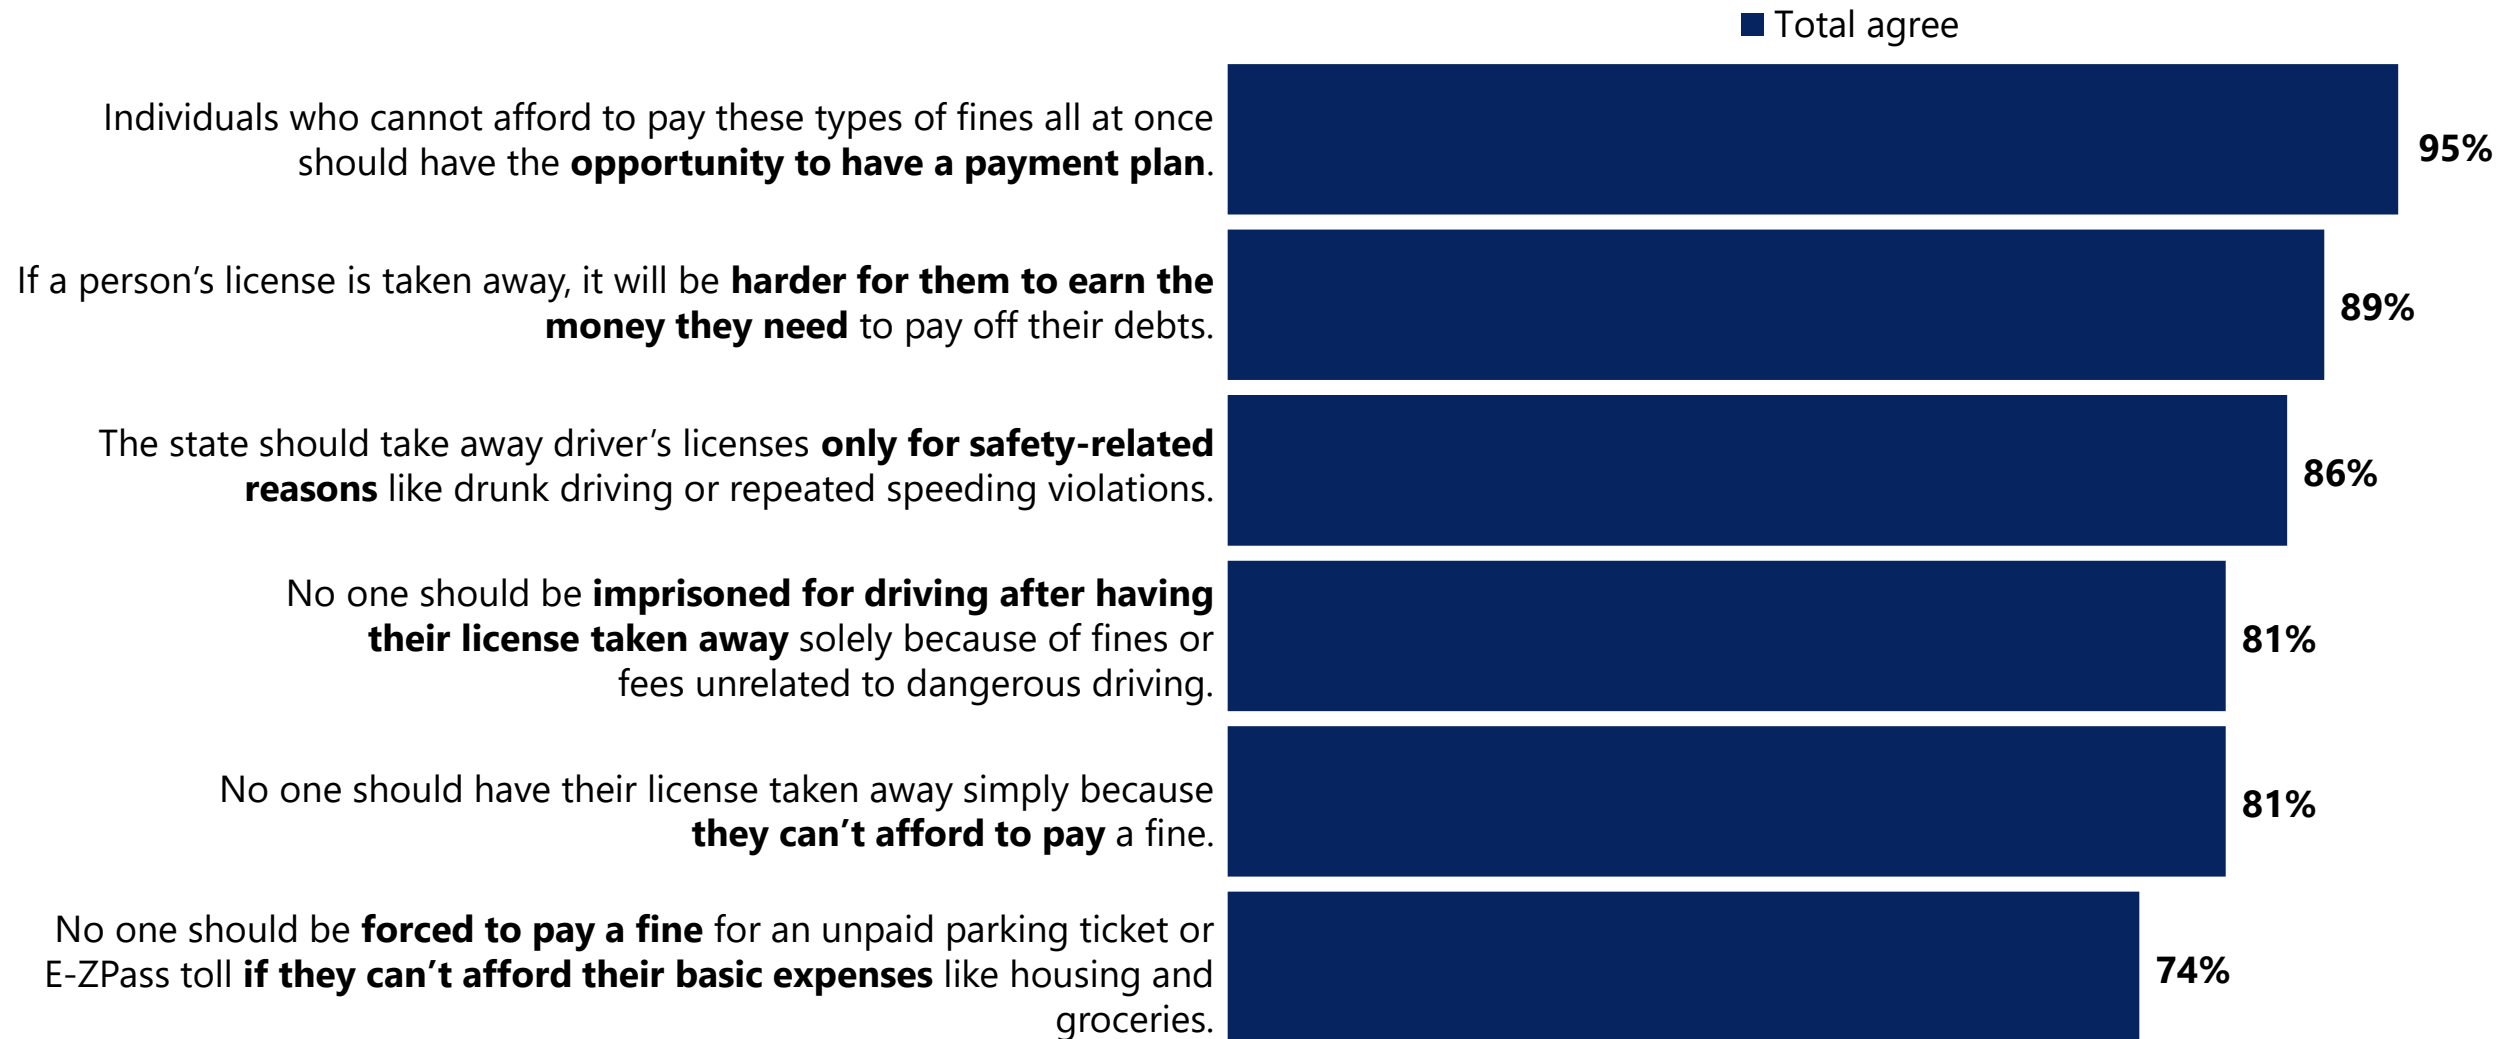 Total agree
Individuals who cannot afford to pay these types of fines all at once
should have the opportunity to have a payment plan.
95%
If a person’s license is taken away, it will be harder for them to earn the
money they need to pay off their debts.
89%
The state should take away driver’s licenses only for safety-related
reasons like drunk driving or repeated speeding violations.
86%
No one should be imprisoned for driving after having
their license taken away solely because of fines or
fees unrelated to dangerous driving.
81%
No one should have their license taken away simply because
they can’t afford to pay a fine.
81%
No one should be forced to pay a fine for an unpaid parking ticket or
E-ZPass toll if they can’t afford their basic expenses like housing and
groceries.
74%